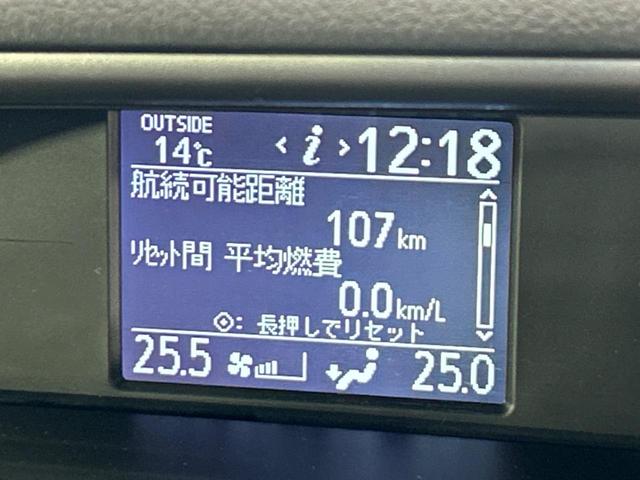 OUTSIDE
14℃ < i > 12:18
航続可能距離
107km
リセット間 平均燃費
0.0km/L
: 長押しでリセット
25.5 25.0